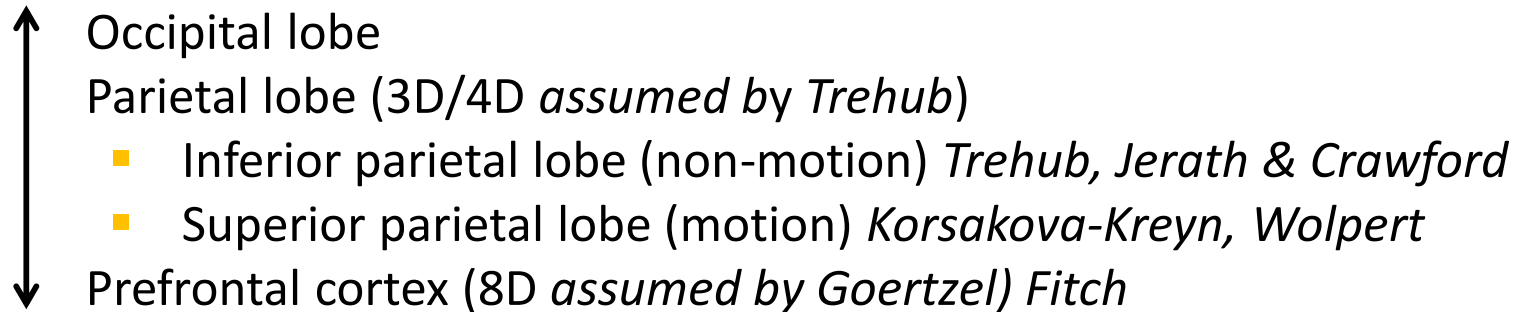 Occipital lobe
Parietal lobe (3D/4D assumed by Trehub)
Inferior parietal lobe (non-motion) Trehub, Jerath & Crawford
Superior parietal lobe (motion) Korsakova-Kreyn, Wolpert
Prefrontal cortex (8D assumed by Goertzel) Fitch